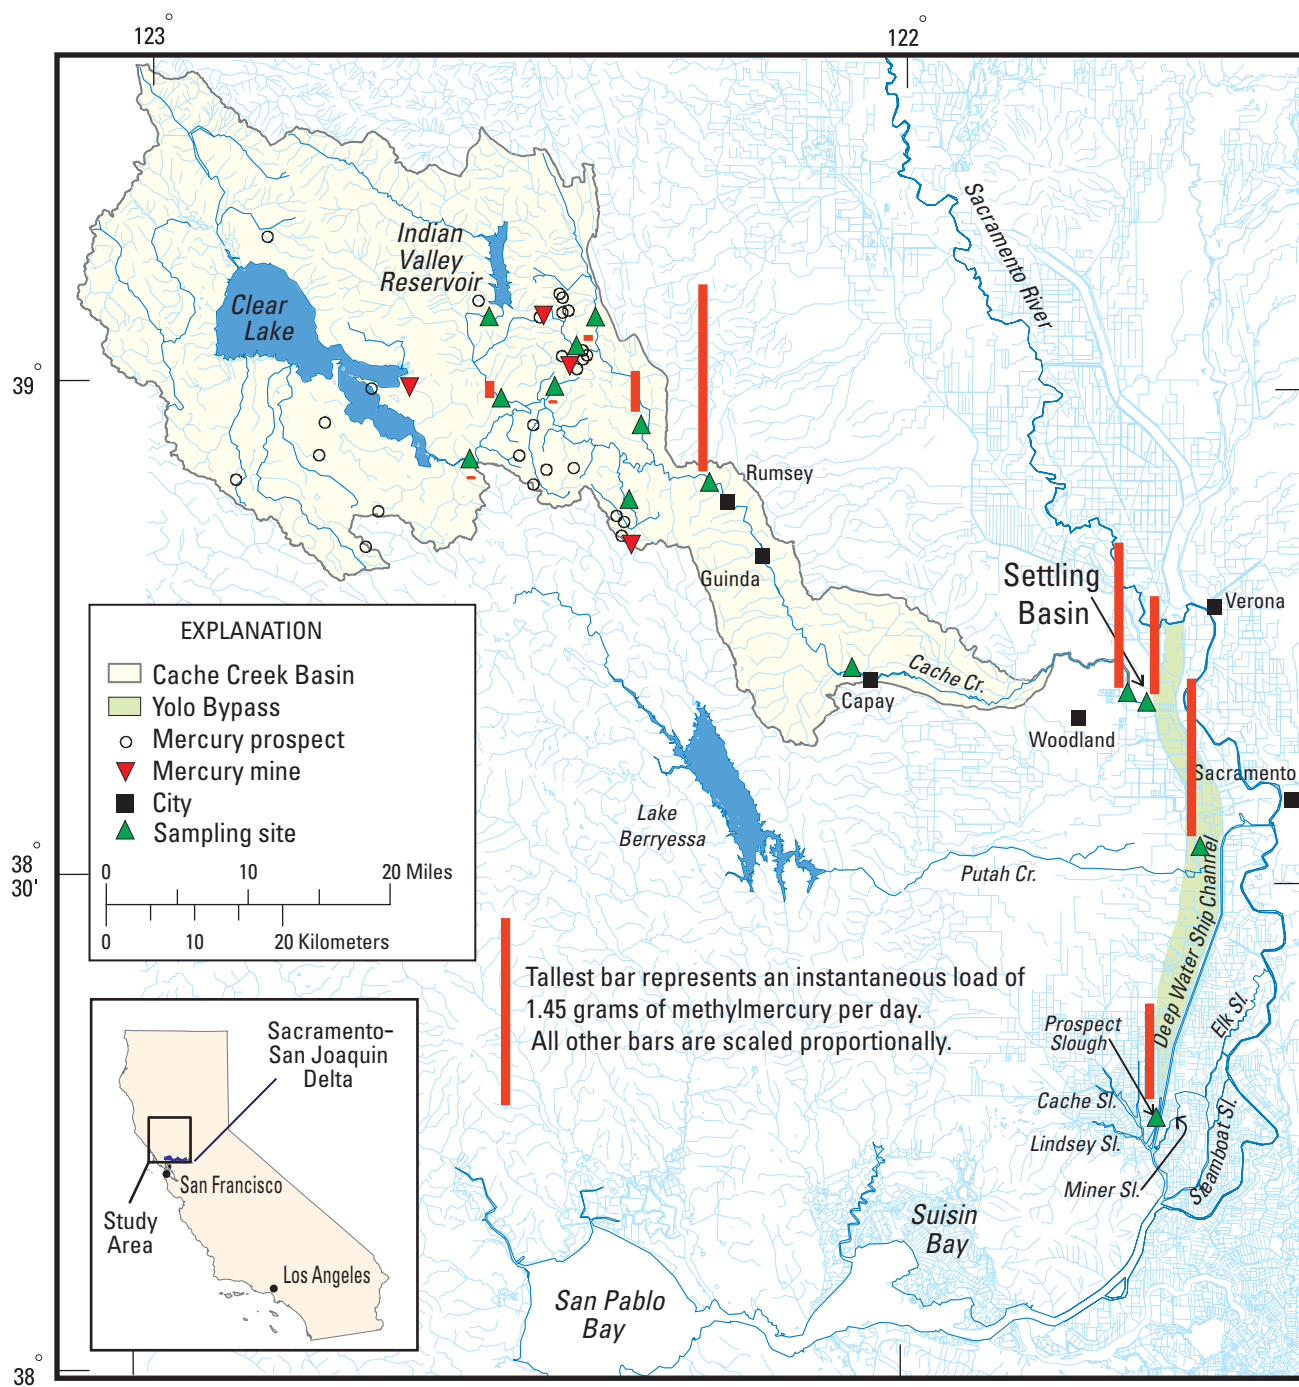 123°
122°
39°
38°
30'
38°
Sacramento River
Indian
Valley
Reservoir
Clear
Lake
Rumsey
Guinda
Settling
Basin
Verona
Cache Cr.
Capay
Woodland
Sacramento
Lake
Berryessa
Putah Cr.
Deep Water Ship Channel
EXPLANATION
Cache Creek Basin
Yolo Bypass
Mercury prospect
Mercury mine
City
Sampling site
0 10 20 Miles
0 10 20 Kilometers
Tallest bar represents an instantaneous load of
1.45 grams of methylmercury per day.
All other bars are scaled proportionally.
Prospect
Slough
Elk Sl.
Cache Sl.
Lindsey Sl.
Steamboat Sl.
Miner Sl.
Suisin
Bay
San Pablo
Bay
Sacramento–
San Joaquin
Delta
San Francisco
Study
Area
Los Angeles